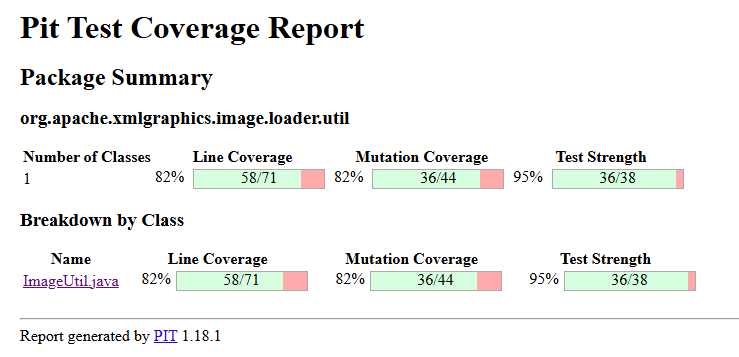 Pit Test Coverage Report
Package Summary
org.apache.xmlgraphics.image.loader.util
Number of Classes Line Coverage Mutation Coverage Test Strength
1 82% 58/71 82% 36/44 95% 36/38
Breakdown by Class
Name Line Coverage Mutation Coverage Test Strength
ImageUtil.java 82% 58/71 82% 36/44 95% 36/38
Report generated by PIT 1.18.1